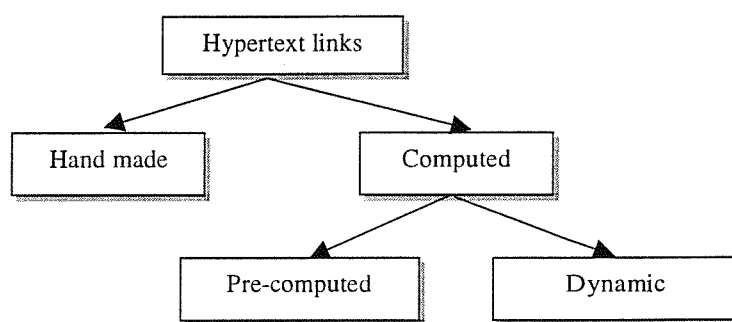 Hypertext links
Hand made
Computed
Pre-computed
Dynamic